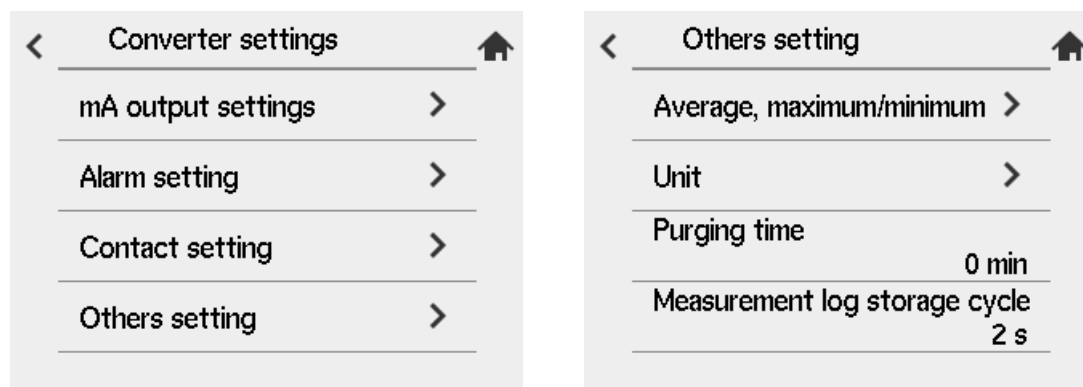 Converter settings
mA output settings
Alarm setting
Contact setting
Others setting
Others setting
Average, maximum/minimum
Unit
Purging time
0 min
Measurement log storage cycle
2 s